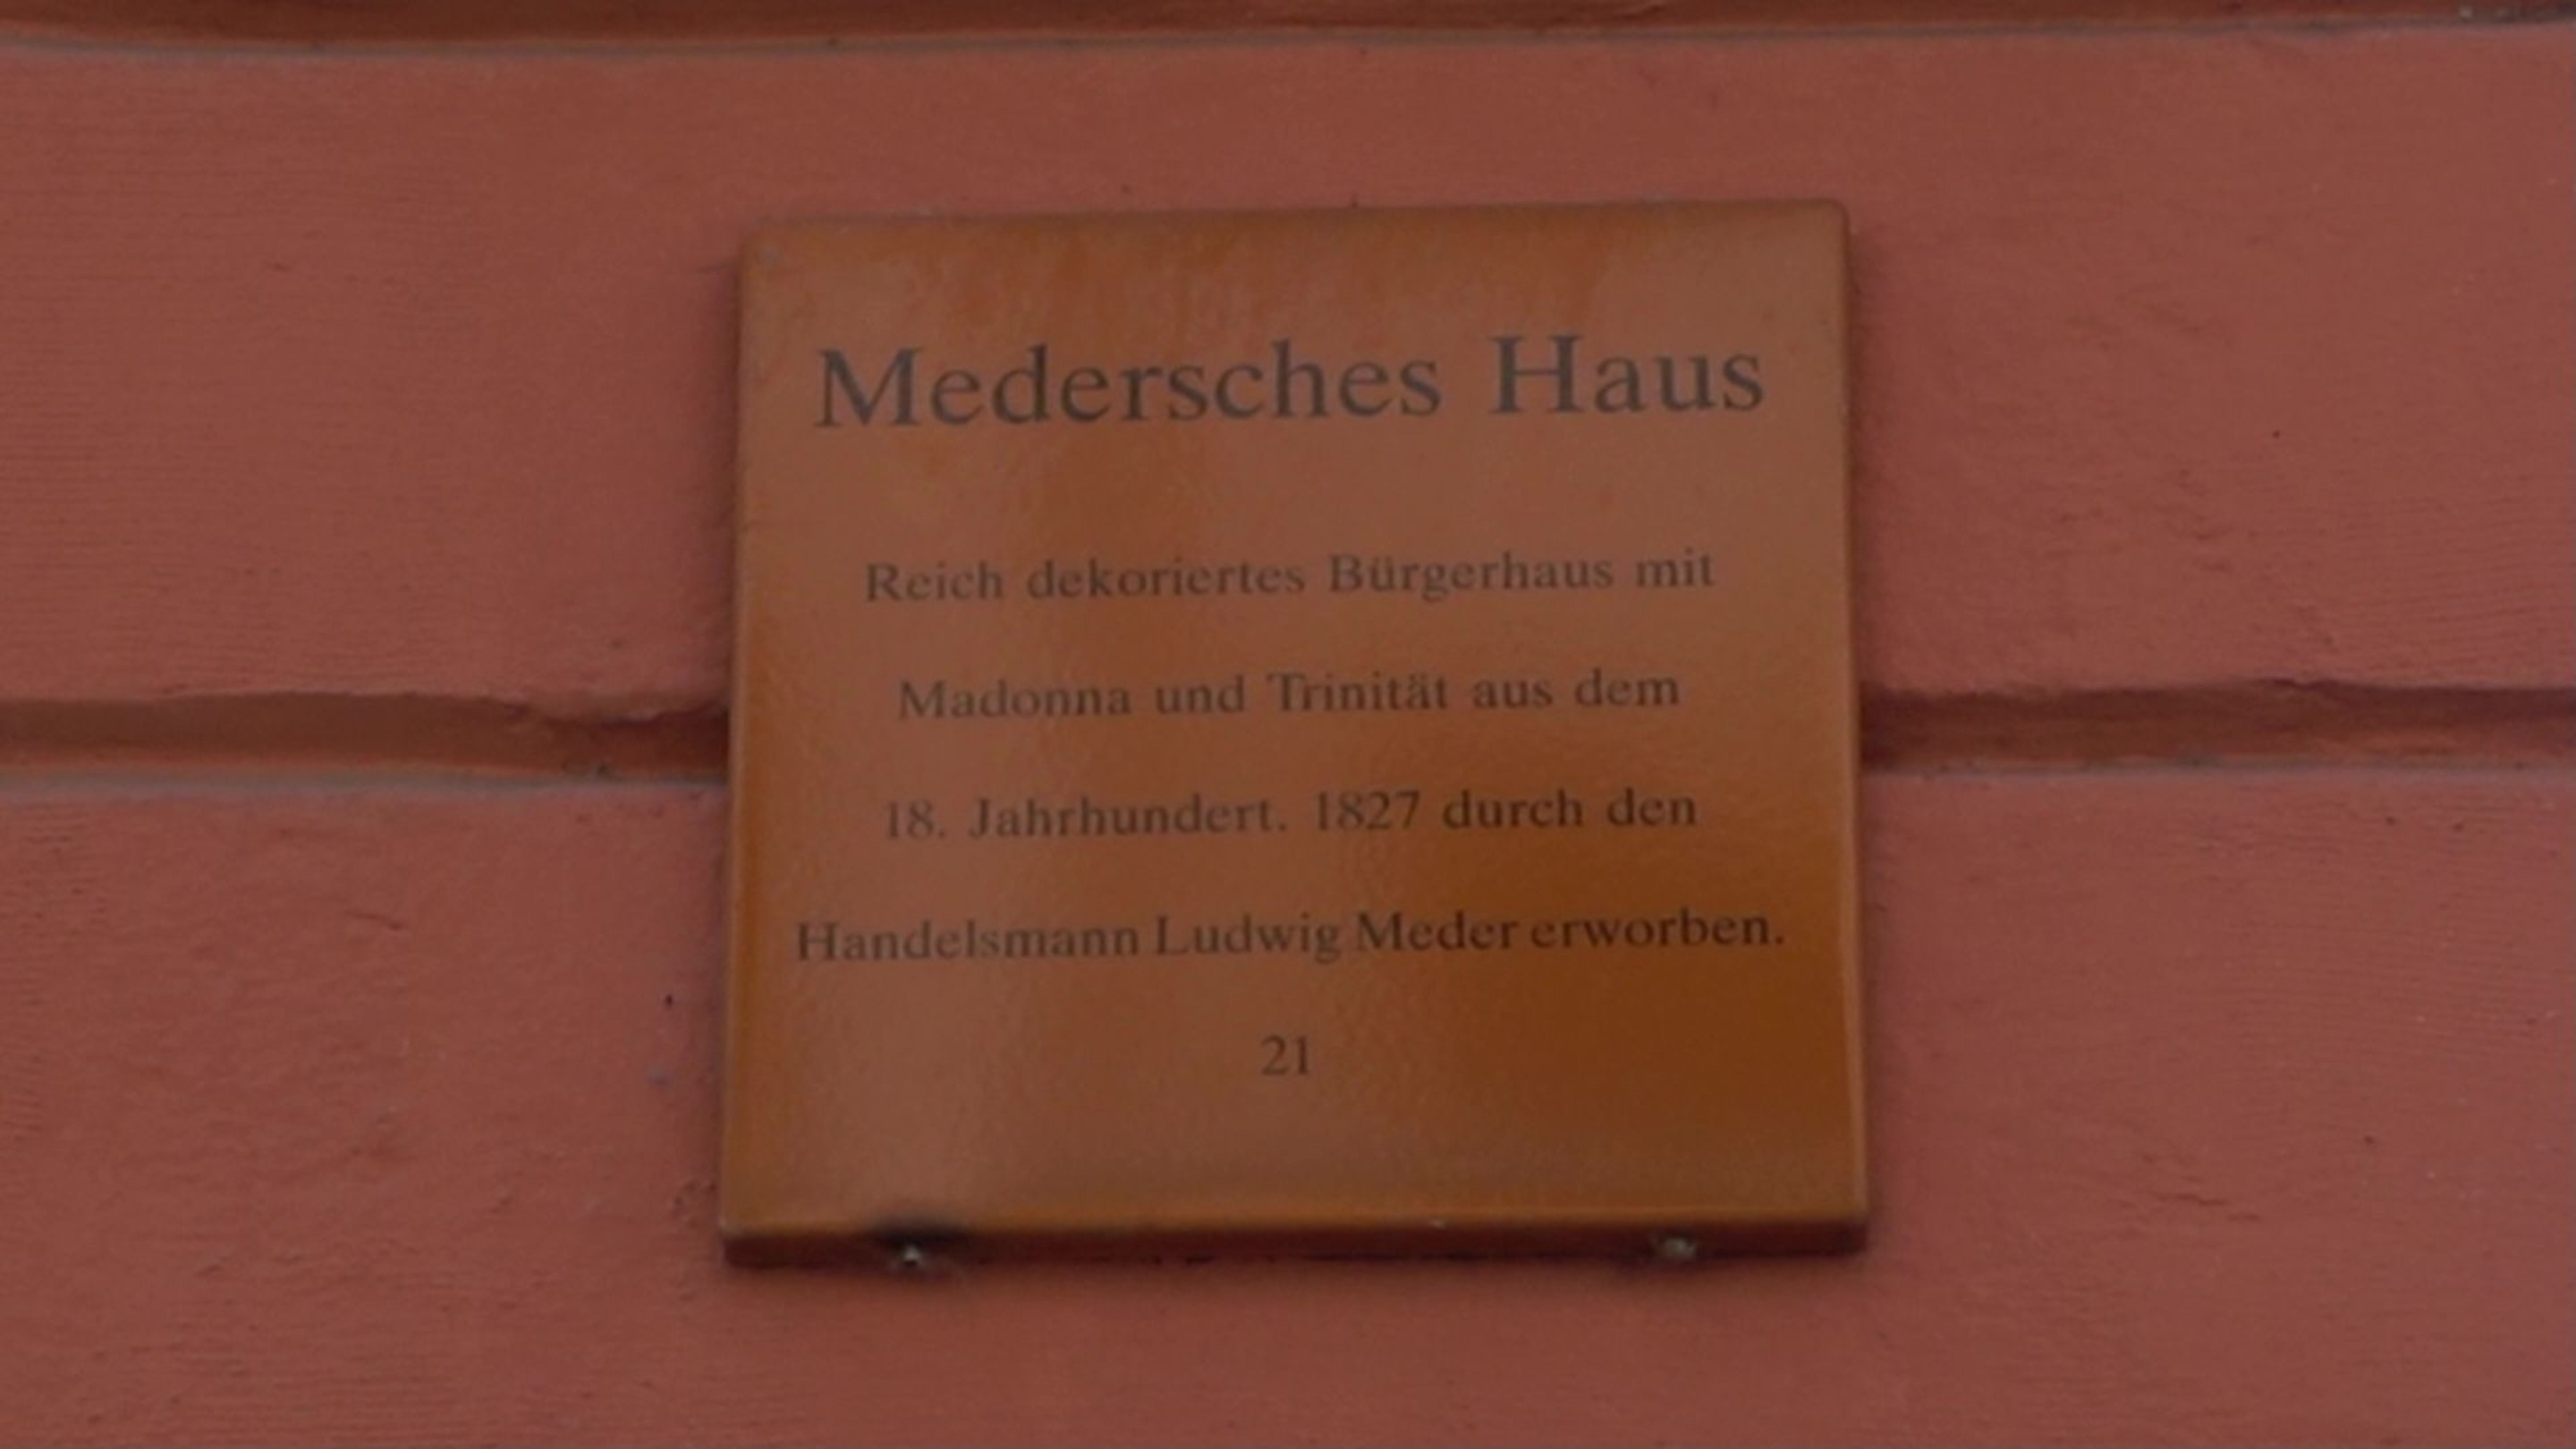 Medersches Haus
Reich dekoriertes Bürgerhaus mit
Madonna und Trinität aus dem
18. Jahrhundert. 1827 durch den
Handelsmann Ludwig Meder erworben.
21